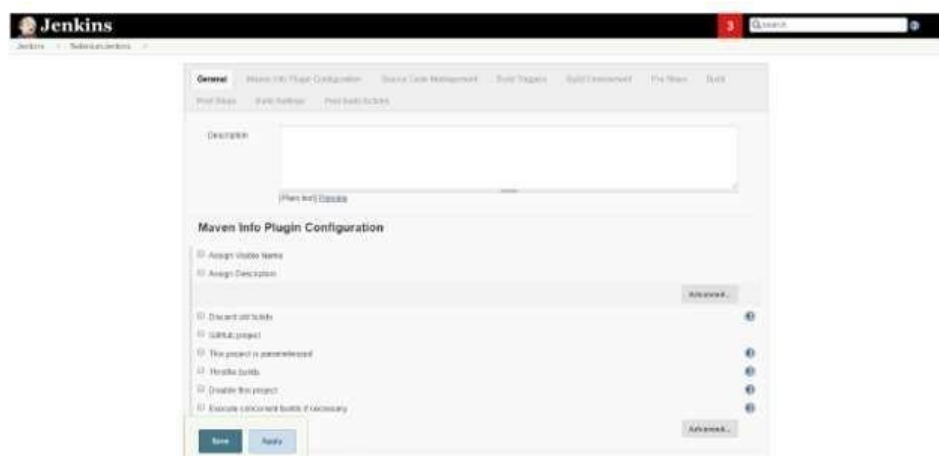 Jenkins
3
search
Jenkins
SeleniumJenkins
General Maven Info Plugin Configuration Source Code Management Build Triggers Build Environment Pre Steps Build
Post Steps Build Settings Post-build Actions
Description
[Plain text] Preview
Maven Info Plugin Configuration
Assign Visible Name
Assign Description
Advanced...
Discard old builds
GitHub project
This project is parameterized
Throttle builds
Disable this project
Execute concurrent builds if necessary
Advanced...
Save Apply